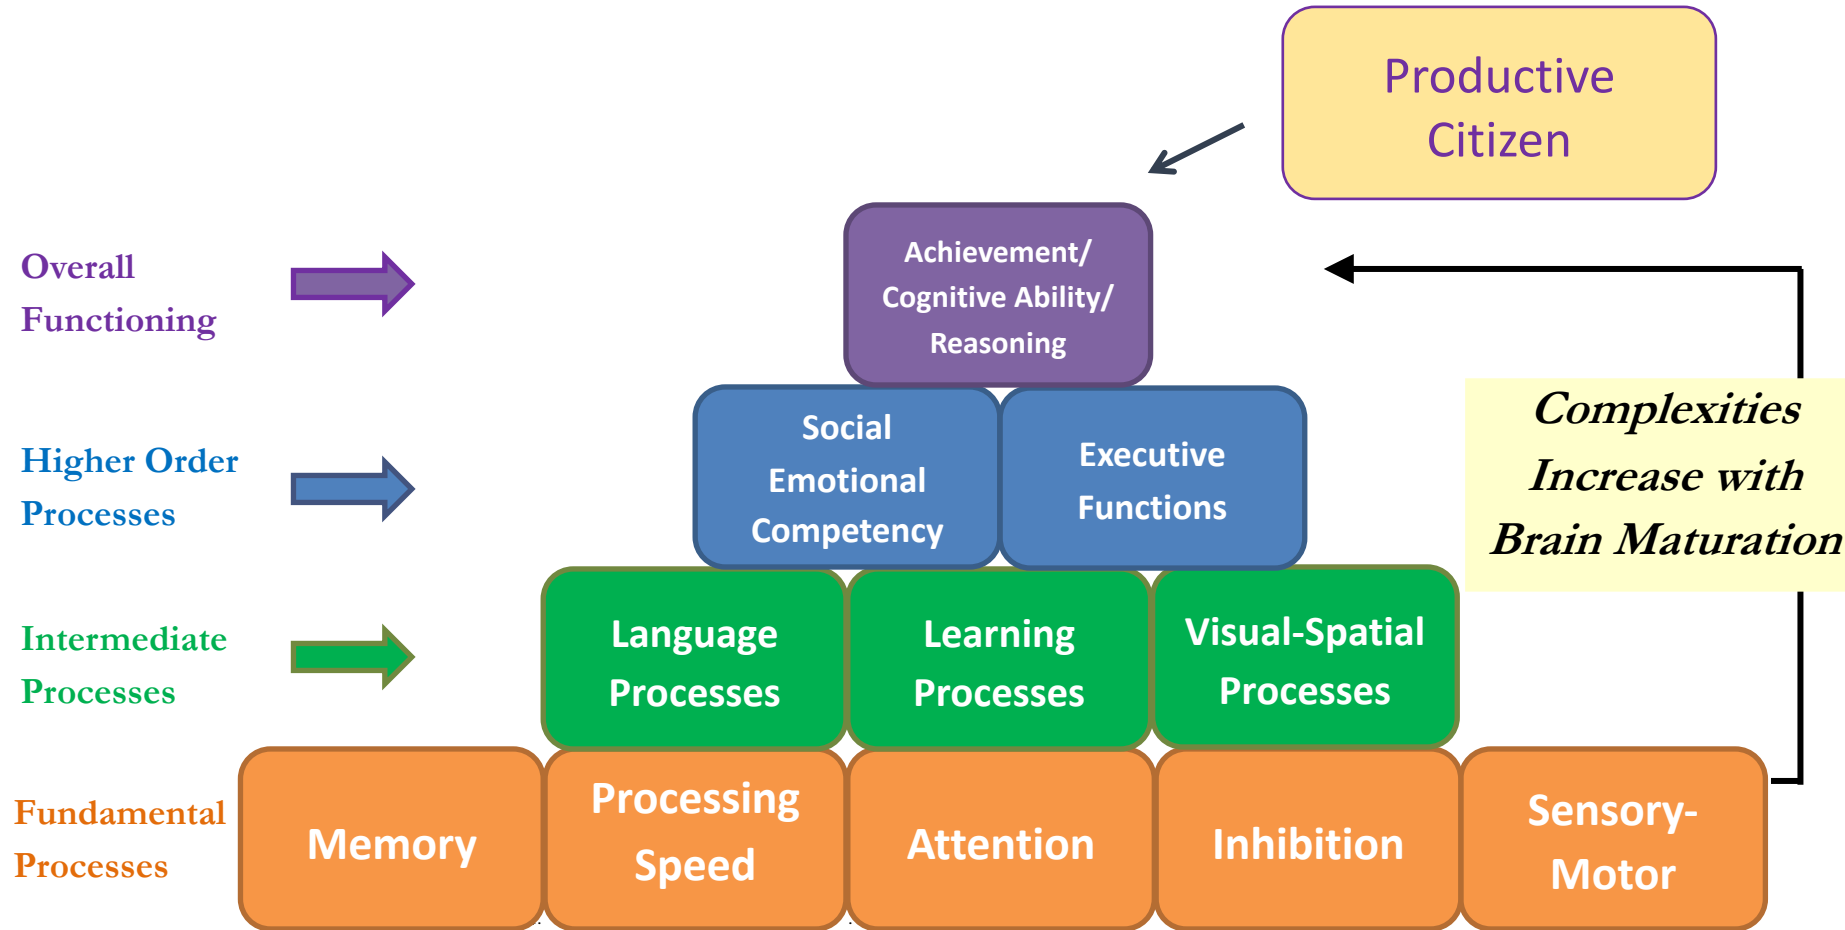 Productive
Citizen
Overall
Functioning
Achievement/
Cognitive Ability/
Reasoning
Higher Order
Processes
Social
Emotional
Competency
Executive
Functions
Complexities
Increase with
Brain Maturation
Intermediate
Processes
Language
Processes
Learning
Processes
Visual-Spatial
Processes
Fundamental
Processes
Memory
Processing
Speed
Attention
Inhibition
Sensory-
Motor